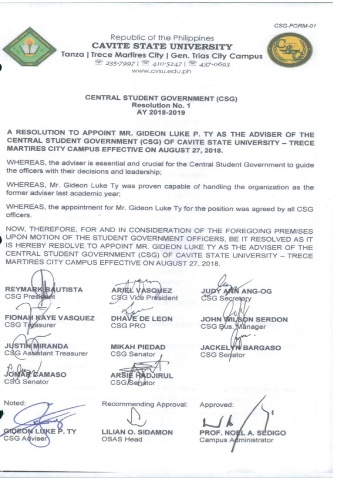 CSG-FORM-01
Republic of the Philippines
CAVITE STATE UNIVERSITY
Tanza | Trece Martires City | Gen. Trias City Campus
☏ 235-7997 | ☏ 410-5247 | ☏ 437-0693
www.cvsu.edu.ph
CENTRAL STUDENT GOVERNMENT (CSG)
Resolution No. 1
AY 2018-2019
A RESOLUTION TO APPOINT MR. GIDEON LUKE P. TY AS THE ADVISER OF THE
CENTRAL STUDENT GOVERNMENT (CSG) OF CAVITE STATE UNIVERSITY – TRECE
MARTIRES CITY CAMPUS EFFECTIVE ON AUGUST 27, 2018.
WHEREAS, the adviser is essential and crucial for the Central Student Government to guide
the officers with their decisions and leadership;
WHEREAS, Mr. Gideon Luke Ty was proven capable of handling the organization as the
former adviser last academic year;
WHEREAS, the appointment for Mr. Gideon Luke Ty for the position was agreed by all CSG
officers.
NOW, THEREFORE, FOR AND IN CONSIDERATION OF THE FOREGOING PREMISES
UPON MOTION OF THE STUDENT GOVERNMENT OFFICERS, BE IT RESOLVED AS IT
IS HEREBY RESOLVE TO APPOINT MR. GIDEON LUKE TY AS THE ADVISER OF THE
CENTRAL STUDENT GOVERNMENT (CSG) OF CAVITE STATE UNIVERSITY – TRECE
MARTIRES CITY CAMPUS EFFECTIVE ON AUGUST 27, 2018.
REYMARK BAUTISTA ARIEL VASQUEZ JUDY ANN ANG-OG
CSG President CSG Vice President CSG Secretary
FIONAH KAYE VASQUEZ DHAVE DE LEON JOHN WILSON SERDON
CSG Treasurer CSG PRO CSG Bus. Manager
JUSTIN MIRANDA MIKAH PIEDAD JACKELYN BARGASO
CSG Assistant Treasurer CSG Senator CSG Senator
JOMAR CAMASO ARSIE HADJIRUL
CSG Senator CSG Senator
Noted: Recommending Approval: Approved:
GIDEON LUKE P. TY LILIAN O. SIDAMON PROF. NOEL A. SEDIGO
CSG Adviser OSAS Head Campus Administrator